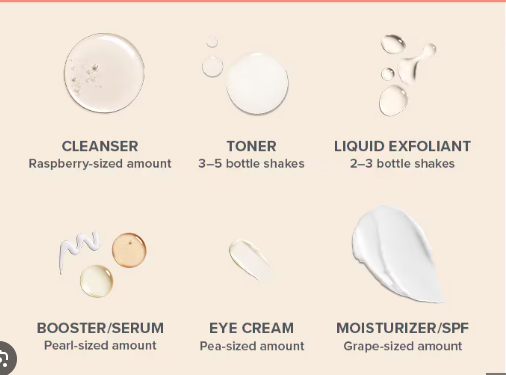 CLEANSER
Raspberry-sized amount
TONER
3–5 bottle shakes
LIQUID EXFOLIANT
2–3 bottle shakes
BOOSTER/SERUM
Pearl-sized amount
EYE CREAM
Pea-sized amount
MOISTURIZER/SPF
Grape-sized amount